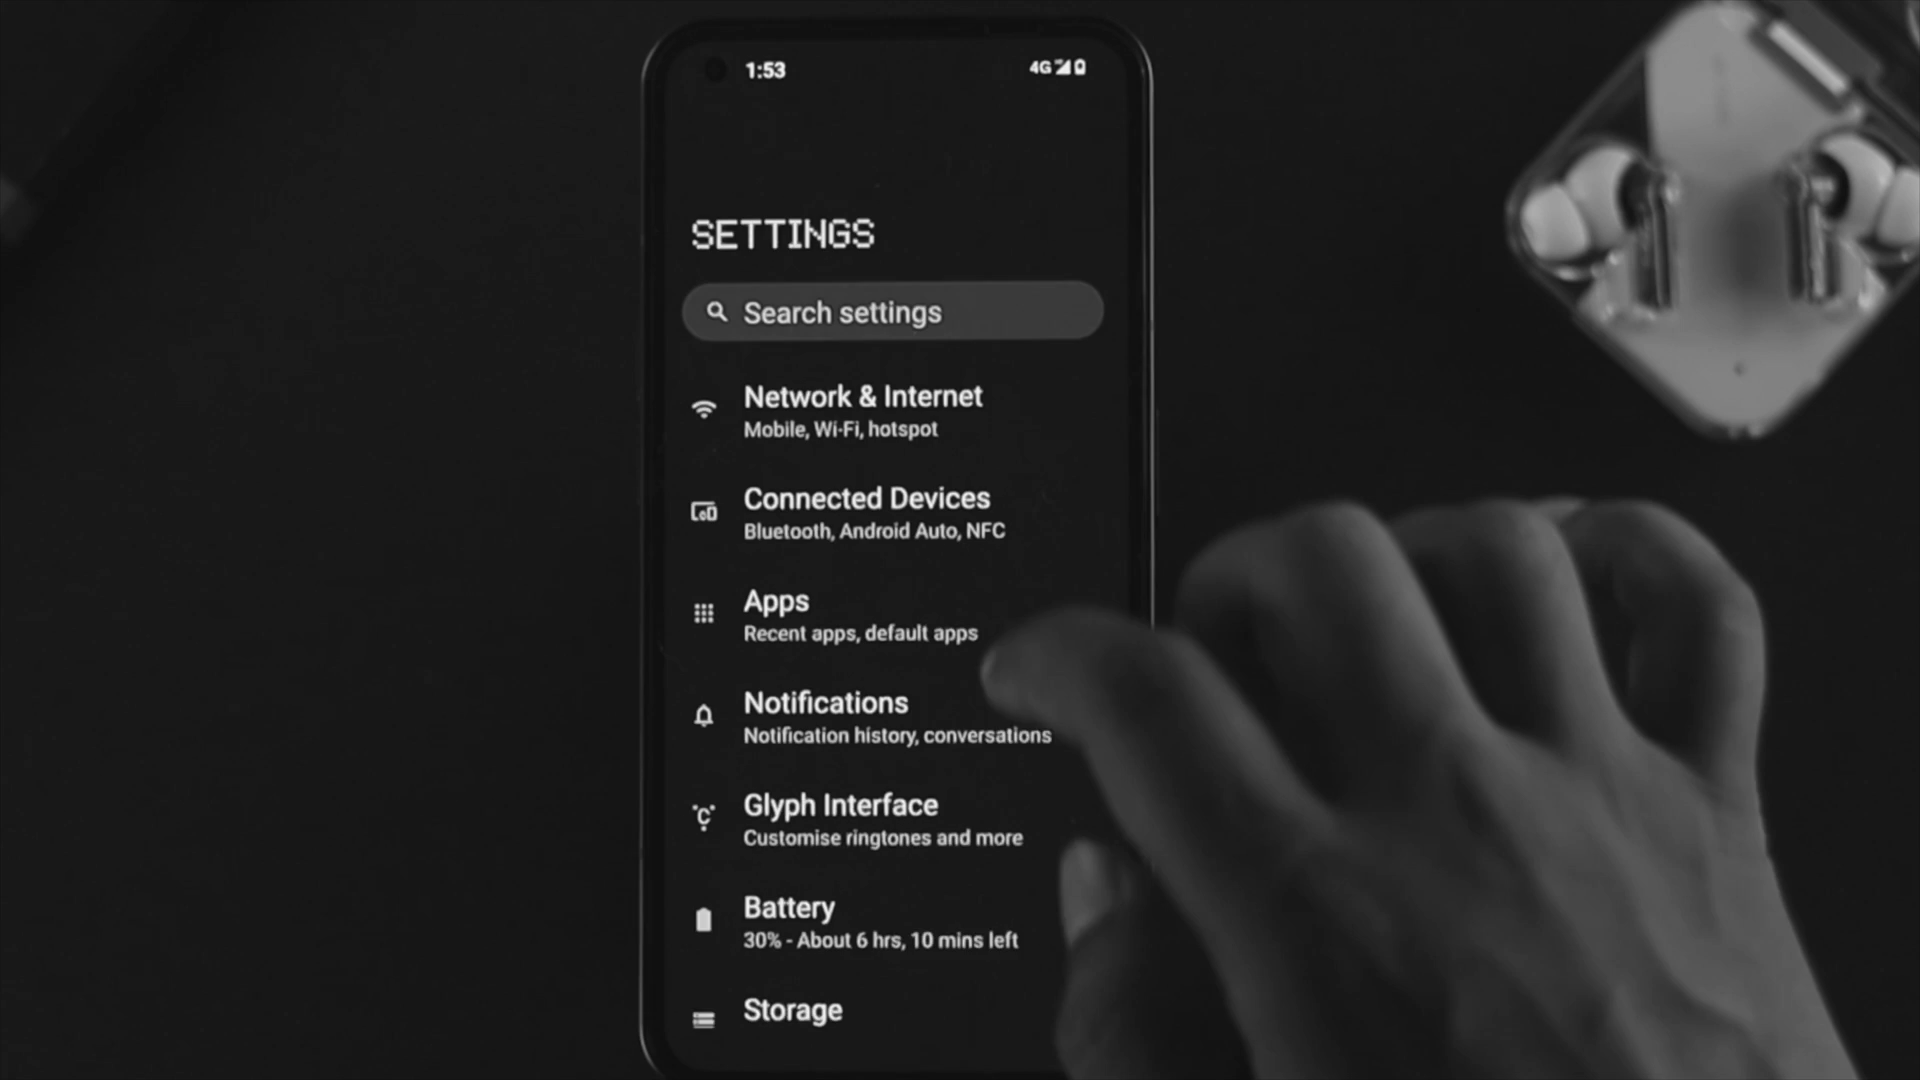 1:53
4G
SETTINGS
Search settings
Network & Internet
Mobile, Wi-Fi, hotspot
Connected Devices
Bluetooth, Android Auto, NFC
Apps
Recent apps, default apps
Notifications
Notification history, conversations
Glyph Interface
Customise ringtones and more
Battery
30% - About 6 hrs, 10 mins left
Storage